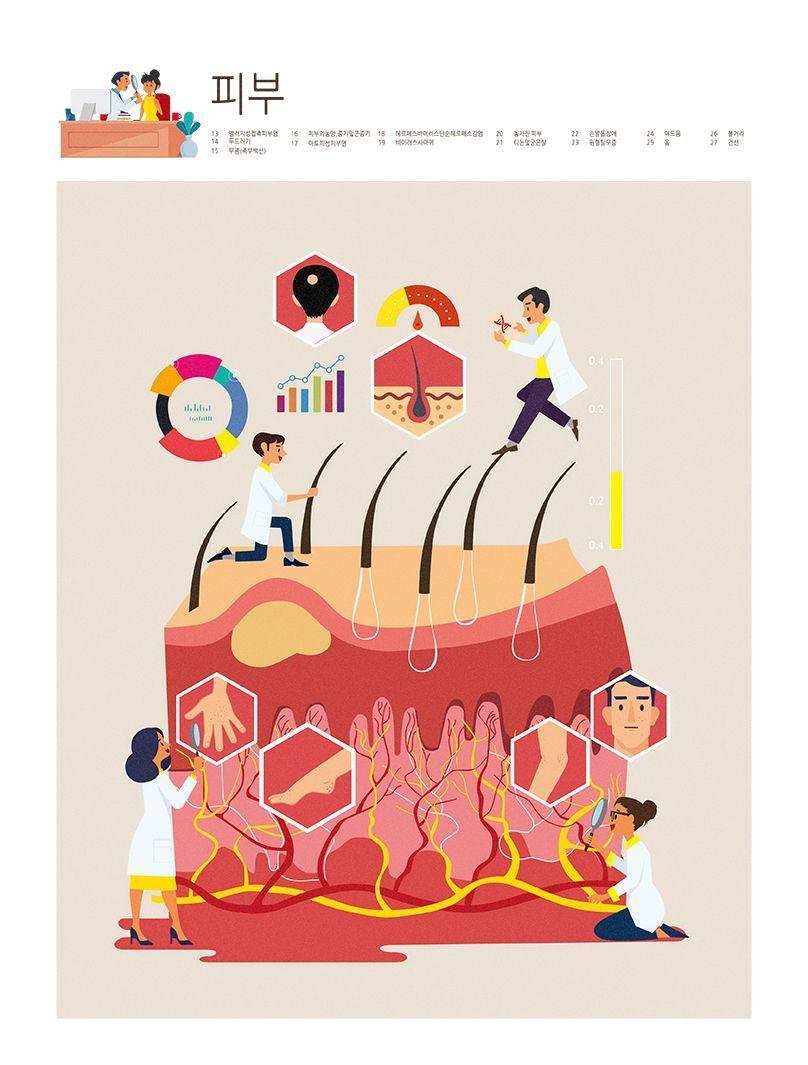 피부
13 앨러지성접촉피부염
14 두드러기
15 무좀(족부백선)
16 피부의농양,종기및큰종기
17 아토피성피부염
18 헤르페스바이러스단순헤르페스감염
19 바이러스사마귀
20 농가진피부
21 티눈및굳은살
22 손발톱장애
23 원형탈모증
24 여드름
25 옴
26 볼거리
27 건선
0.4
0.2
0.2
0.4